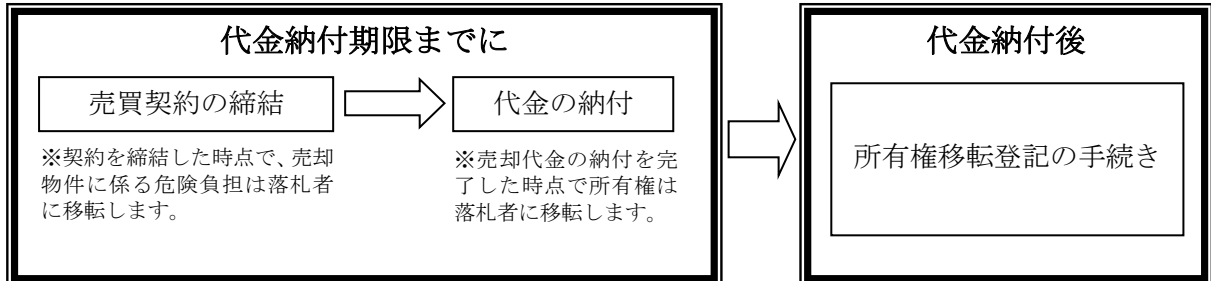 代金納付期限までに
売買契約の締結
※契約を締結した時点で、売却
物件に係る危険負担は落札者
に移転します。
代金の納付
※売却代金の納付を完
了した時点で所有権は
落札者に移転します。
代金納付後
所有権移転登記の手続き